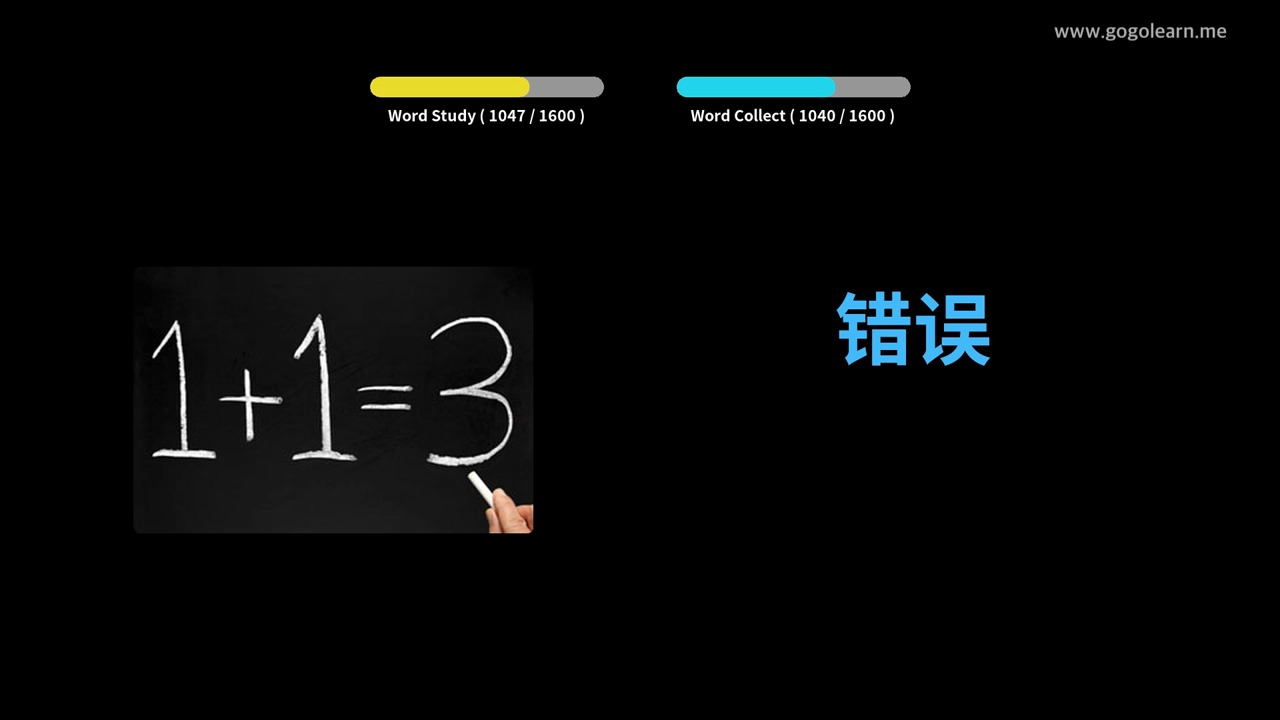 www.gogolearn.me
Word Study ( 1047 / 1600 )
Word Collect ( 1040 / 1600 )
1+1=3
错误